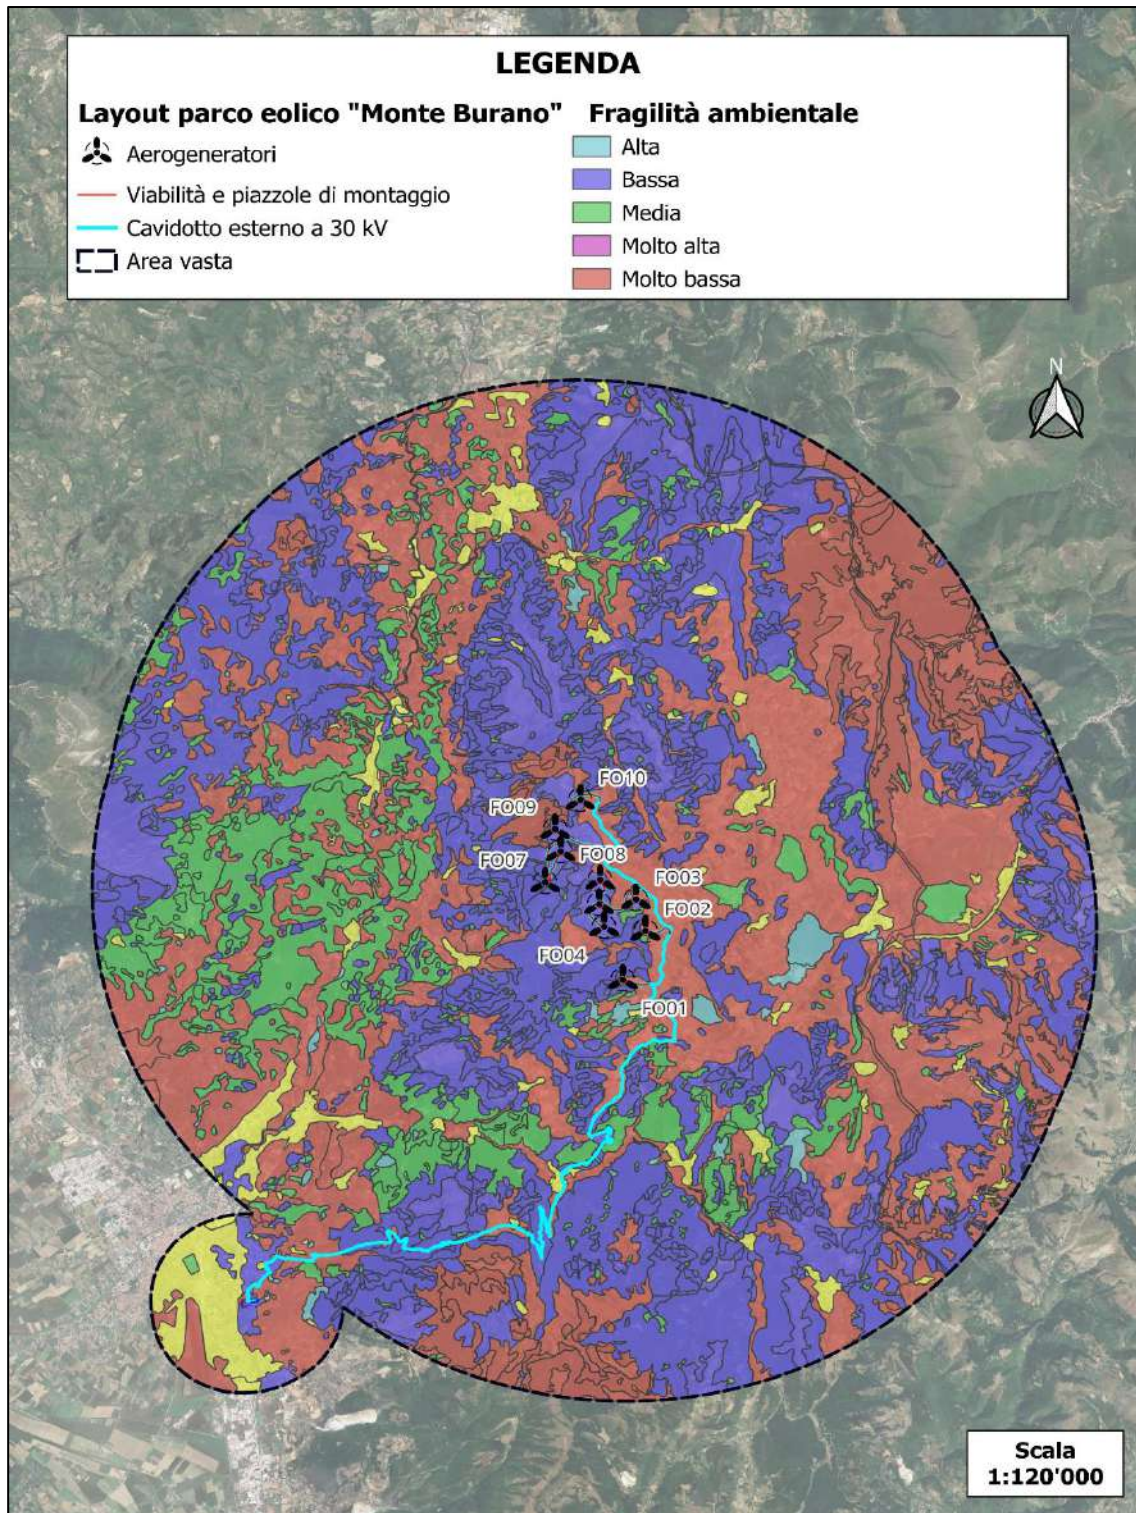 LEGENDA
Layout parco eolico "Monte Burano"
Aerogeneratori
Viabilità e piazzole di montaggio
Cavidotto esterno a 30 kV
Area vasta
Fragilità ambientale
Alta
Bassa
Media
Molto alta
Molto bassa
N
FO10
FO09
FO07
FO08
FO03
FO02
FO04
FO01
Scala
1:120'000